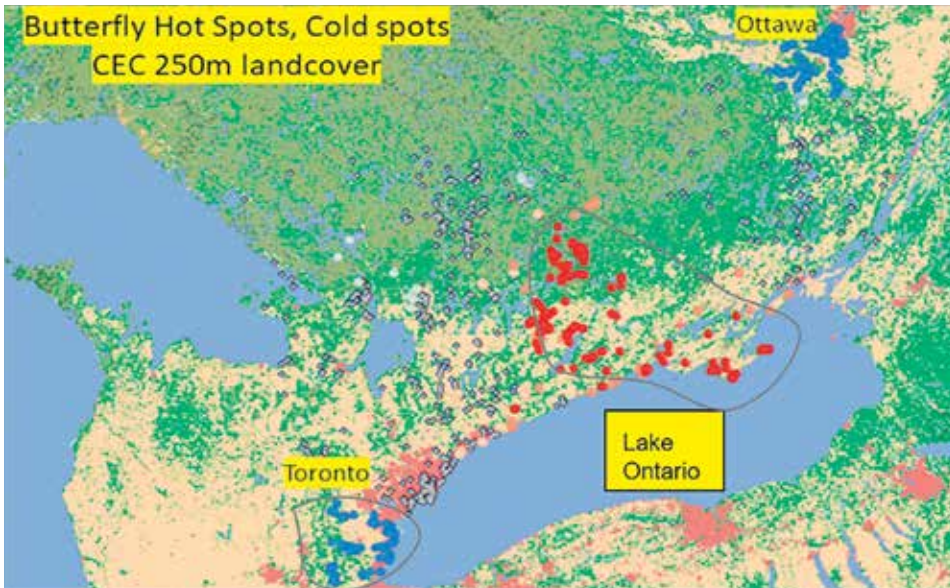 Butterfly Hot Spots, Cold spots
CEC 250m landcover
Ottawa
Toronto
Lake
Ontario